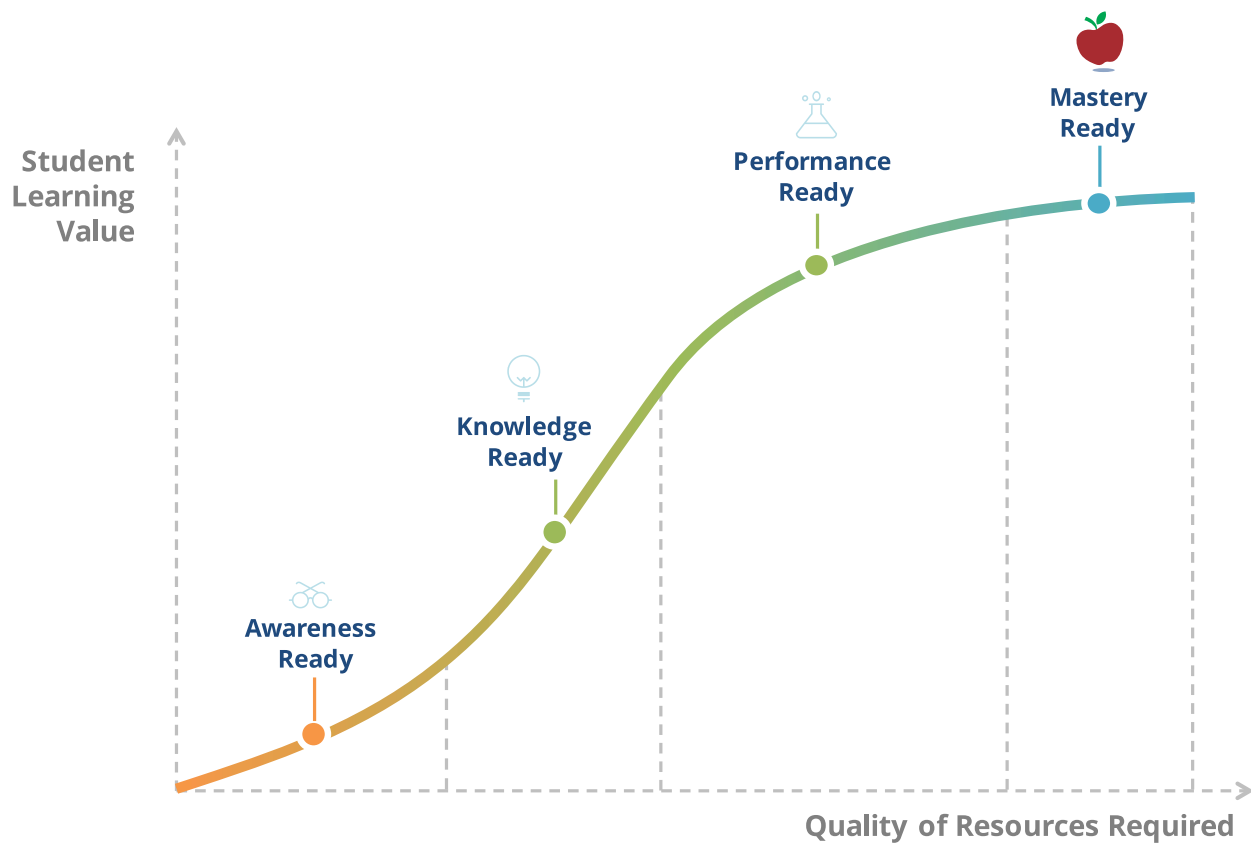 Mastery
Ready
Performance
Ready
Student
Learning
Value
Knowledge
Ready
Awareness
Ready
Quality of Resources Required